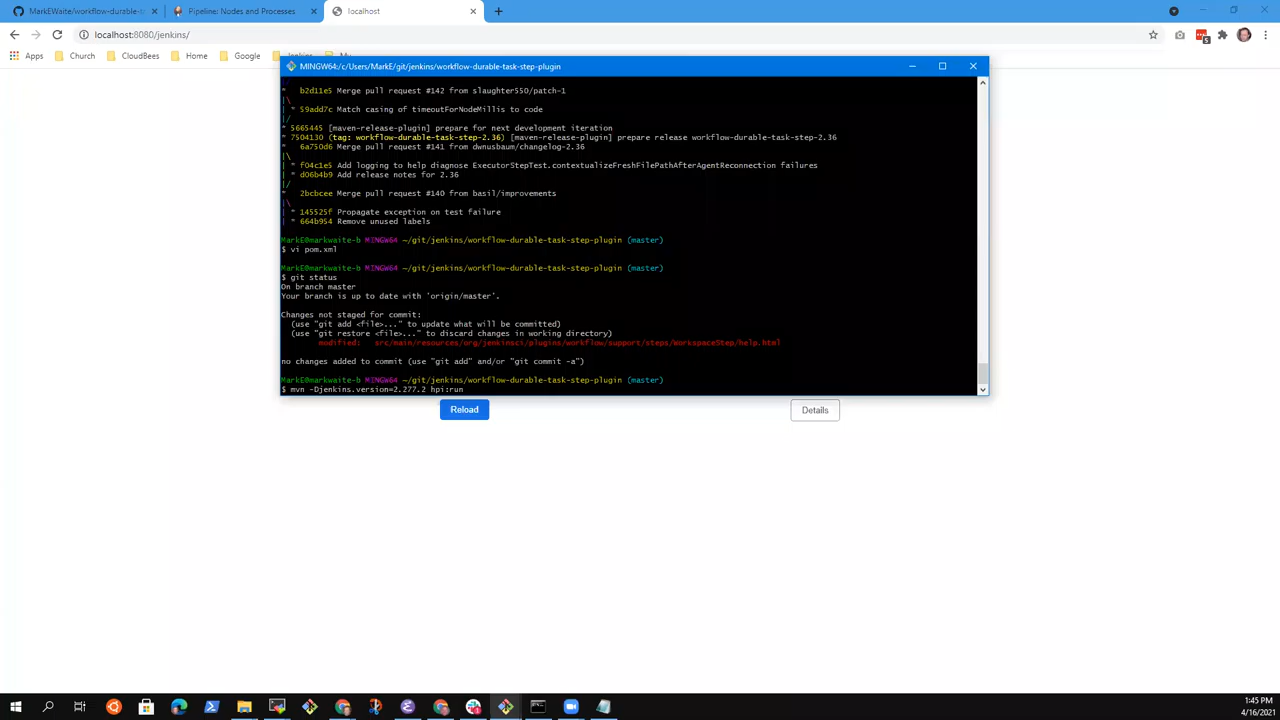 MarkEWaite/workflow-durable-t
Pipeline: Nodes and Processes
localhost
localhost:8080/jenkins/
Apps
Church
CloudBees
Home
Google
MINGW64:/c/Users/MarkE/git/jenkins/workflow-durable-task-step-plugin
*   b2d11e5 Merge pull request #142 from slaughter550/patch-1
|\
| * 59add7c Match casing of timeoutForNodeMillis to code
|/
* 5665445 [maven-release-plugin] prepare for next development iteration
* 7504130 (tag: workflow-durable-task-step-2.36) [maven-release-plugin] prepare release workflow-durable-task-step-2.36
*   6a750d6 Merge pull request #141 from dwnusbaum/changelog-2.36
|\
| * f04c1e5 Add logging to help diagnose ExecutorStepTest.contextualizeFreshFilePathAfterAgentReconnection failures
| * d06b4b9 Add release notes for 2.36
|/
*   2bcbcee Merge pull request #140 from basil/improvements
|\
| * 145525f Propagate exception on test failure
| * 664b954 Remove unused labels
MarkE@markwaite-b MINGW64 ~/git/jenkins/workflow-durable-task-step-plugin (master)
$ vi pom.xml
MarkE@markwaite-b MINGW64 ~/git/jenkins/workflow-durable-task-step-plugin (master)
$ git status
On branch master
Your branch is up to date with 'origin/master'.
Changes not staged for commit:
(use "git add <file>..." to update what will be committed)
(use "git restore <file>..." to discard changes in working directory)
modified:   src/main/resources/org/jenkinsci/plugins/workflow/support/steps/WorkspaceStep/help.html
no changes added to commit (use "git add" and/or "git commit -a")
MarkE@markwaite-b MINGW64 ~/git/jenkins/workflow-durable-task-step-plugin (master)
$ mvn -Djenkins.version=2.277.2 hpi:run
Reload
Details
1:45 PM
4/16/2021